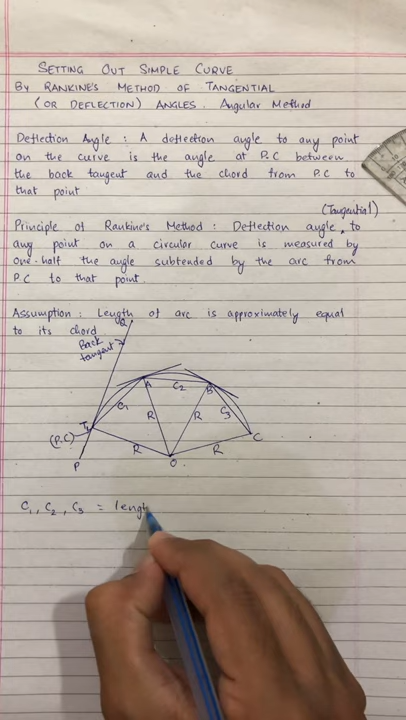 SETTING OUT SIMPLE CURVE
BY RANKINE'S METHOD OF TANGENTIAL
(OR DEFLECTION) ANGLES. Angular Method
Deflection Angle : A deflection angle to any point
on the curve is the angle at P.C between
the back tangent and the chord from P.C to
that point
(Tangential)
Principle of Rankine's Method : Deflection angle to
any point on a circular curve is measured by
one-half the angle subtended by the arc from
P.C to that point.
Assumption : Length of arc is approximately equal
to its chord.
Q
Back
tangent
A
C2
B
C1
C3
R
R
T1
(P.C)
C
R
R
O
P
C1, C2, C3 = length